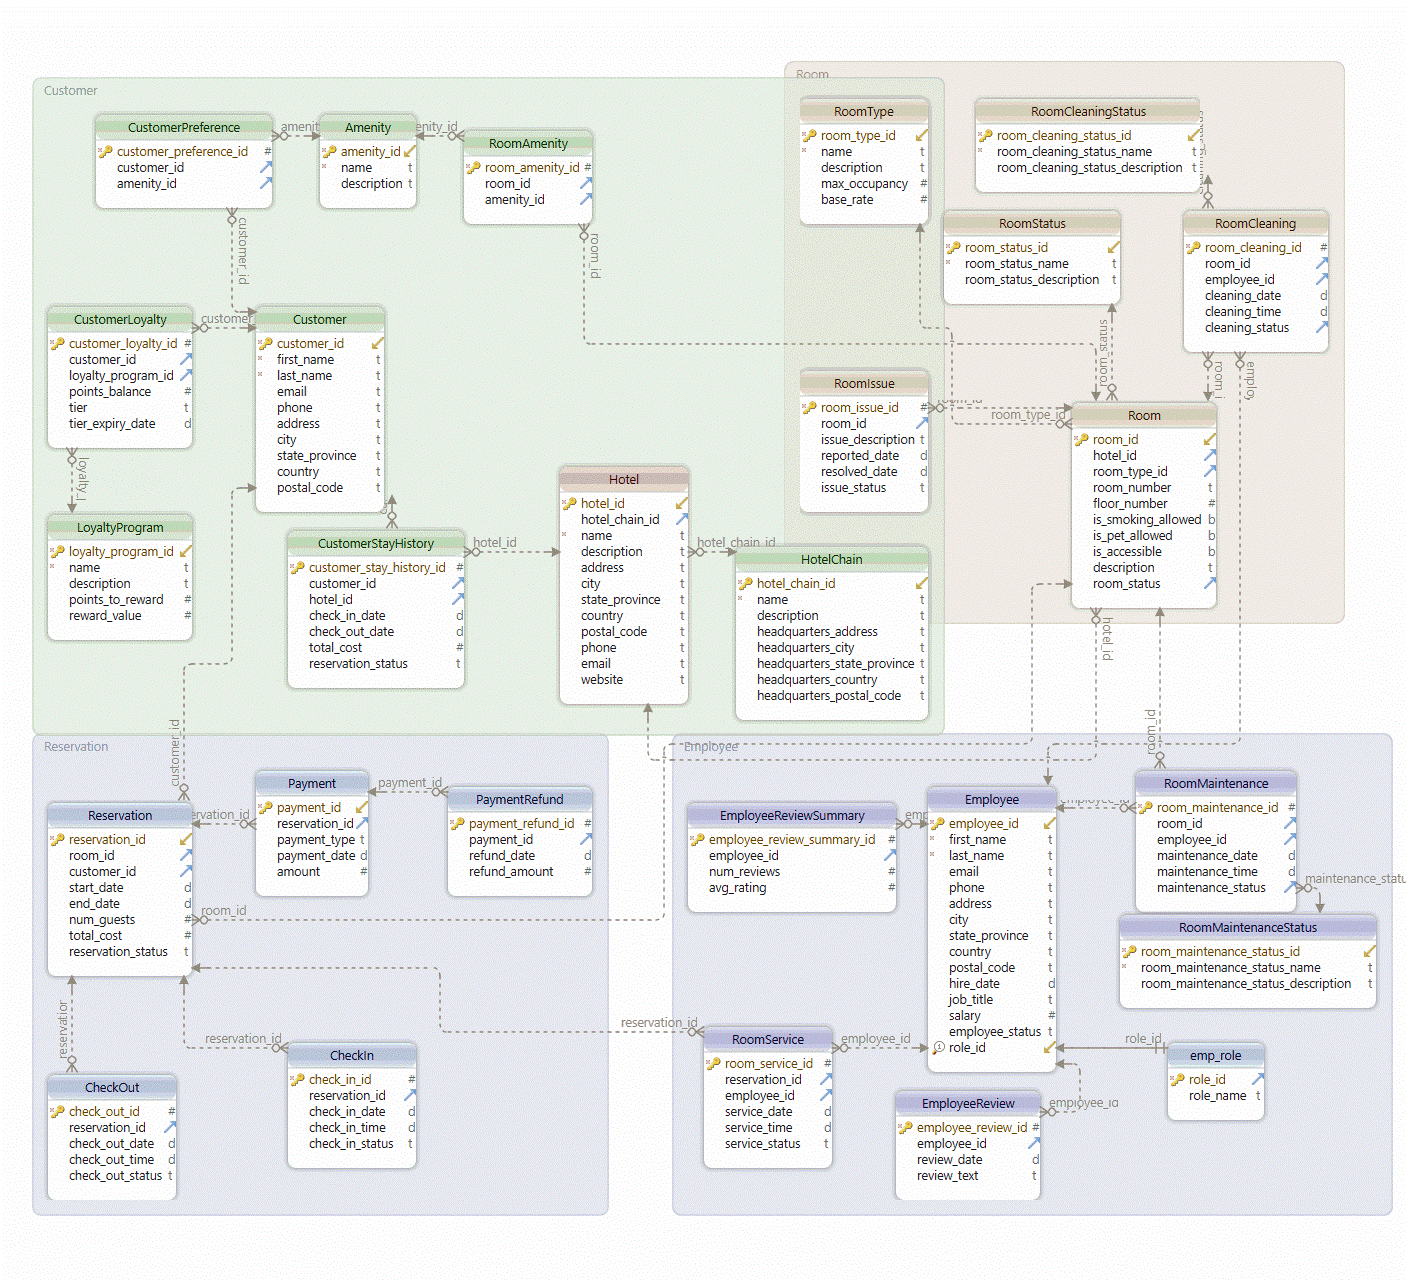 Customer
Room
CustomerPreference
customer_preference_id #
customer_id
amenity_id
Amenity
amenity_id
name t
description t
RoomAmenity
room_amenity_id #
room_id
amenity_id
RoomType
room_type_id
name t
description t
max_occupancy #
base_rate #
RoomCleaningStatus
room_cleaning_status_id
room_cleaning_status_name t
room_cleaning_status_description t
RoomStatus
room_status_id
room_status_name t
room_status_description t
RoomCleaning
room_cleaning_id #
room_id
employee_id
cleaning_date d
cleaning_time d
cleaning_status
customer_id
room_id
CustomerLoyalty
customer_loyalty_id #
customer_id
loyalty_program_id
points_balance #
tier t
tier_expiry_date d
customer
Customer
customer_id
first_name t
last_name t
email t
phone t
address t
city t
state_province t
country t
postal_code t
RoomIssue
room_issue_id #
room_id
issue_description t
reported_date d
resolved_date d
issue_status t
room_type_id
room_i
employ
Room
room_id
hotel_id
room_type_id
room_number t
floor_number #
is_smoking_allowed b
is_pet_allowed b
is_accessible b
description t
room_status
loyalty_l
LoyaltyProgram
loyalty_program_id
name t
description t
points_to_reward #
reward_value #
CustomerStayHistory
customer_stay_history_id #
customer_id
hotel_id
check_in_date d
check_out_date d
total_cost #
reservation_status t
hotel_id
Hotel
hotel_id
hotel_chain_id
name t
description t
address t
city t
state_province t
country t
postal_code t
phone t
email t
website t
hotel_chain_id
HotelChain
hotel_chain_id
name t
description t
headquarters_address t
headquarters_city t
headquarters_state_province t
headquarters_country t
headquarters_postal_code t
hotel_id
room_id
customer_id
Reservation
Employee
Reservation
reservation_id
room_id
customer_id
start_date d
end_date d
num_guests #
total_cost #
reservation_status t
Payment
payment_id
reservation_id
payment_type t
payment_date d
amount #
payment_id
PaymentRefund
payment_refund_id #
payment_id
refund_date d
refund_amount #
room_id
EmployeeReviewSummary
employee_review_summary_id #
employee_id
num_reviews #
avg_rating #
Employee
employee_id
first_name t
last_name t
email t
phone t
address t
city t
state_province t
country t
postal_code t
hire_date d
job_title t
salary #
employee_status t
role_id
RoomMaintenance
room_maintenance_id #
room_id
employee_id
maintenance_date d
maintenance_time d
maintenance_status
maintenance_statu
RoomMaintenanceStatus
room_maintenance_status_id
room_maintenance_status_name t
room_maintenance_status_description t
reservation_id
reservation_id
CheckOut
check_out_id #
reservation_id
check_out_date d
check_out_time d
check_out_status t
CheckIn
check_in_id #
reservation_id
check_in_date d
check_in_time d
check_in_status t
RoomService
room_service_id #
reservation_id
employee_id
service_date d
service_time d
service_status t
employee_id
role_id
emp_role
role_id
role_name t
EmployeeReview
employee_review_id #
employee_id
review_date d
review_text t
employee_id